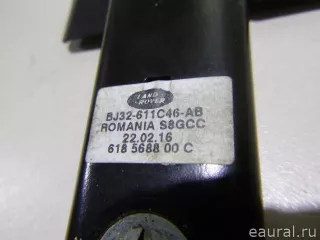 LAND
ROVER
BJ32-611C46-AB
ROMANIA S8GCC
22.02.16
618 5688 00 C
© eaural.ru